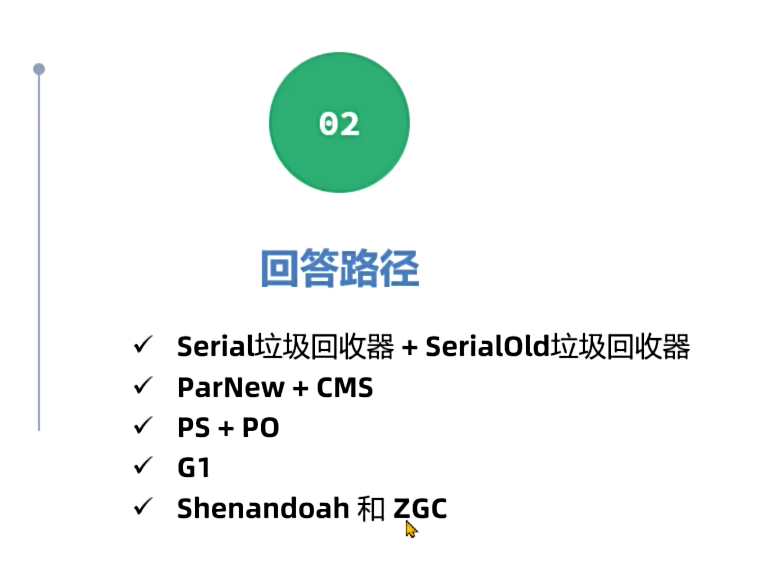 02
回答路径
✓ Serial垃圾回收器 + SerialOld垃圾回收器
✓ ParNew + CMS
✓ PS + PO
✓ G1
✓ Shenandoah 和 ZGC